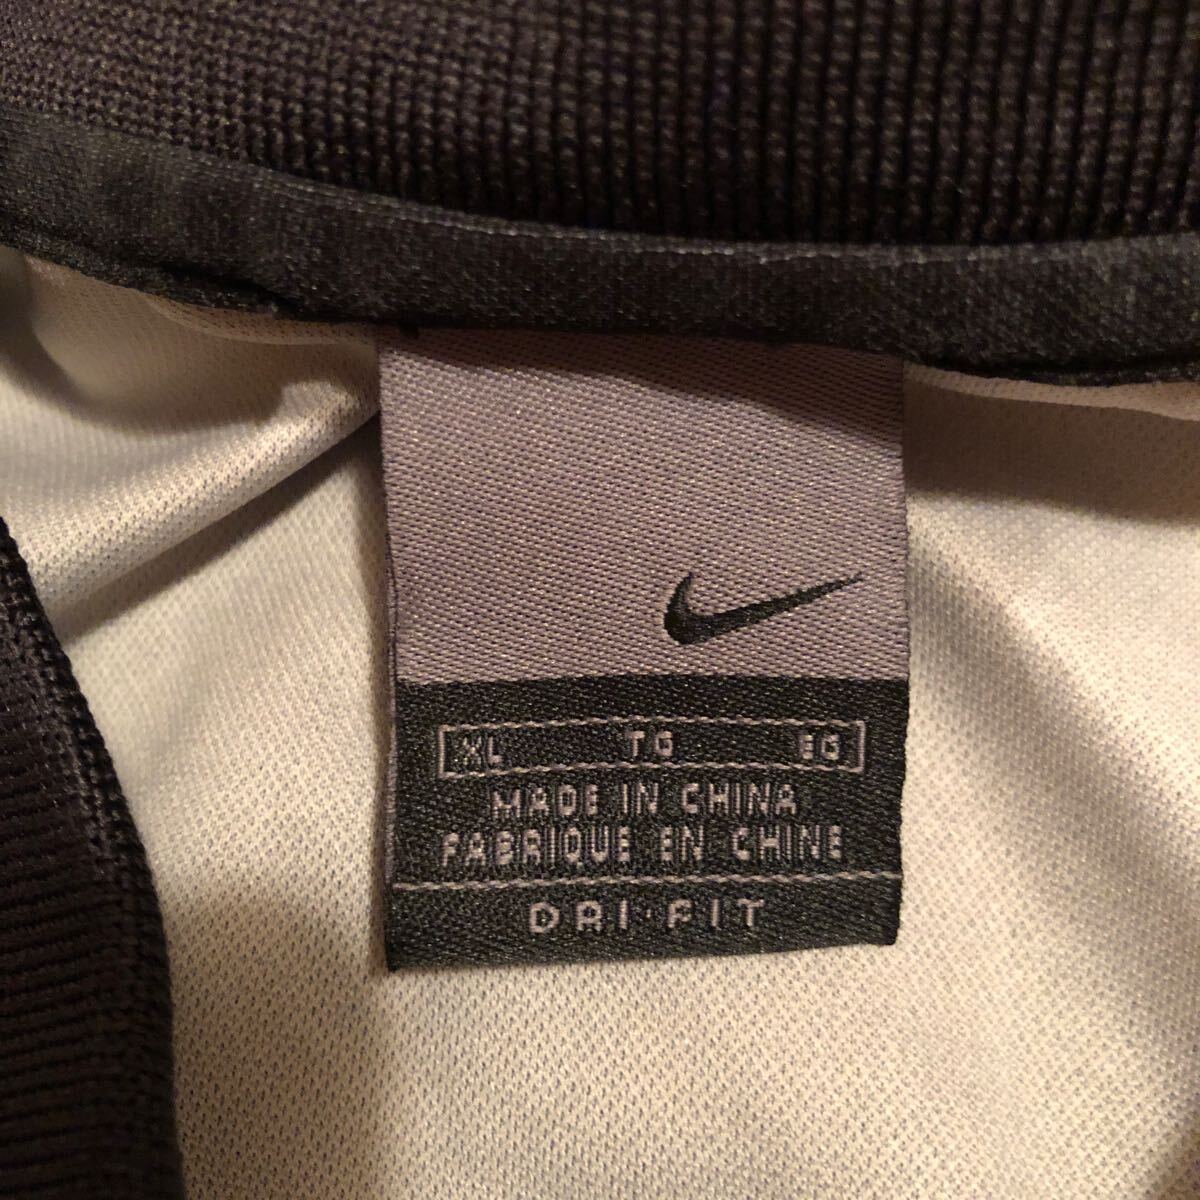 XL TG EG
MADE IN CHINA
FABRIQUE EN CHINE
DRI·FIT